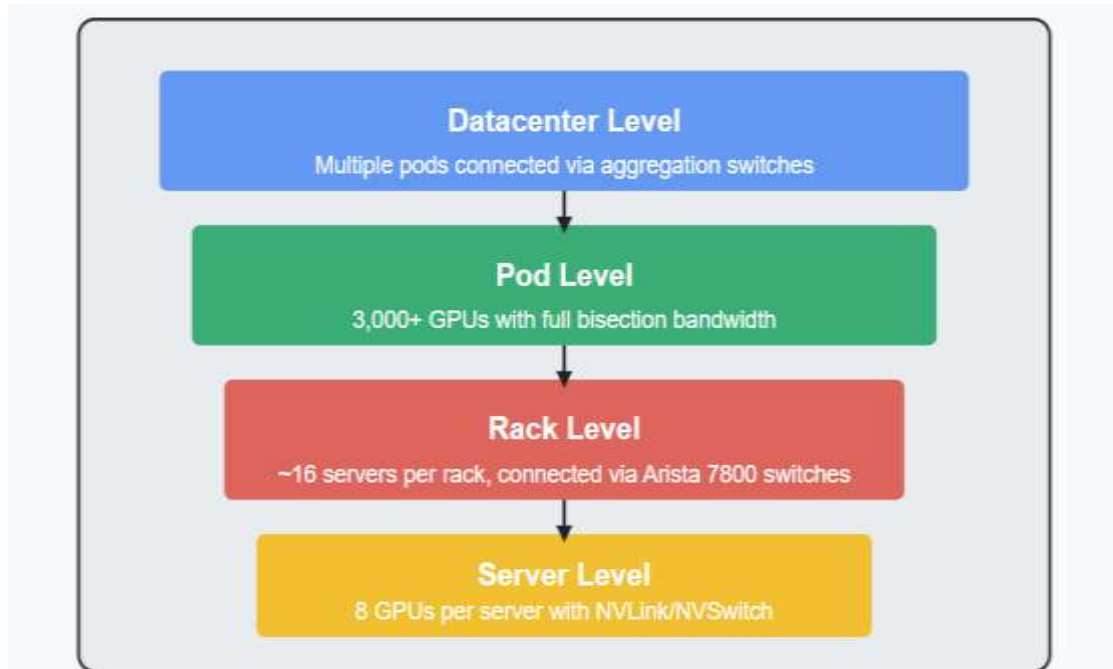 Datacenter Level
Multiple pods connected via aggregation switches
Pod Level
3,000+ GPUs with full bisection bandwidth
Rack Level
~16 servers per rack, connected via Arista 7800 switches
Server Level
8 GPUs per server with NVLink/NVSwitch